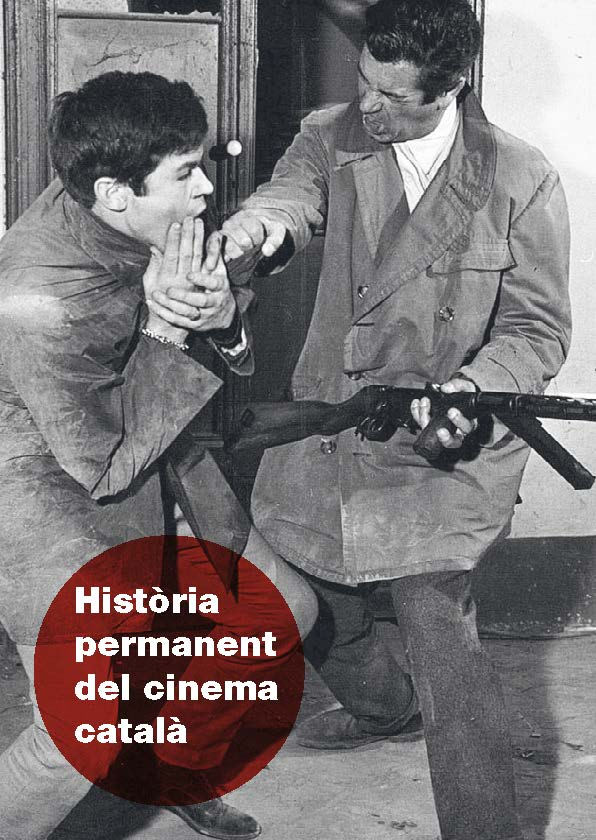 Història
permanent
del cinema
català